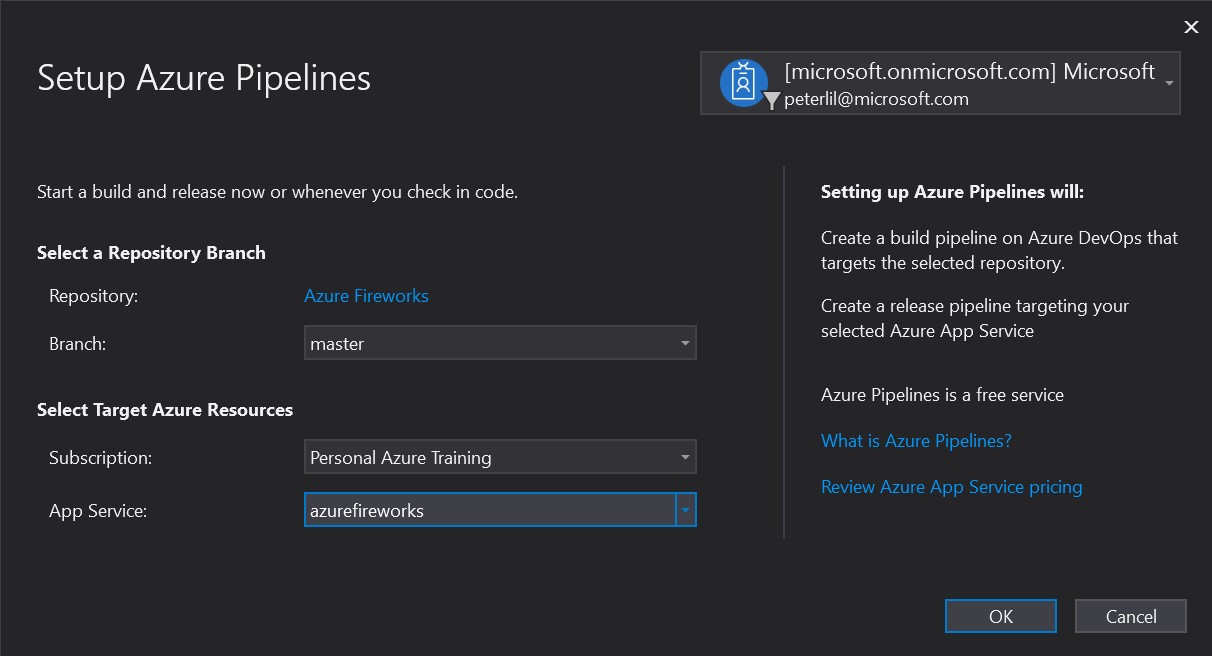 Setup Azure Pipelines
[microsoft.onmicrosoft.com] Microsoft
peterlil@microsoft.com
Start a build and release now or whenever you check in code.
Select a Repository Branch
Repository: Azure Fireworks
Branch: master
Select Target Azure Resources
Subscription: Personal Azure Training
App Service: azurefireworks
Setting up Azure Pipelines will:
Create a build pipeline on Azure DevOps that
targets the selected repository.
Create a release pipeline targeting your
selected Azure App Service
Azure Pipelines is a free service
What is Azure Pipelines?
Review Azure App Service pricing
OK Cancel